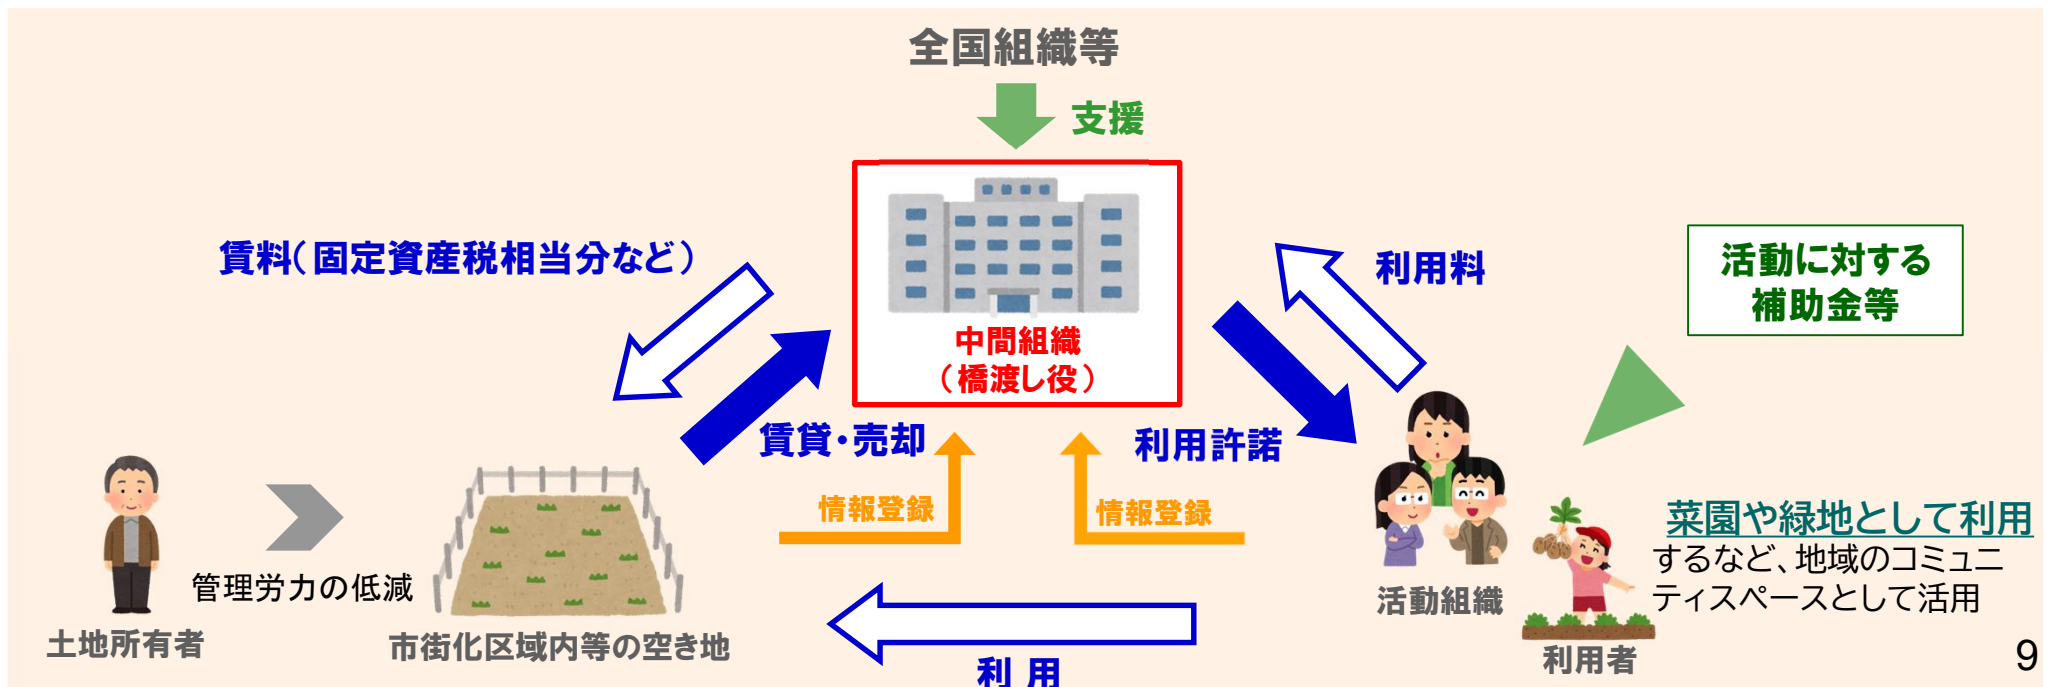 全国組織等
支援
賃料(固定資産税相当分など)
利用料
活動に対する
補助金等
中間組織
(橋渡し役)
賃貸・売却
利用許諾
情報登録
情報登録
管理労力の低減
菜園や緑地として利用
するなど、地域のコミュニ
ティスペースとして活用
土地所有者
市街化区域内等の空き地
活動組織
利用者
利 用
9